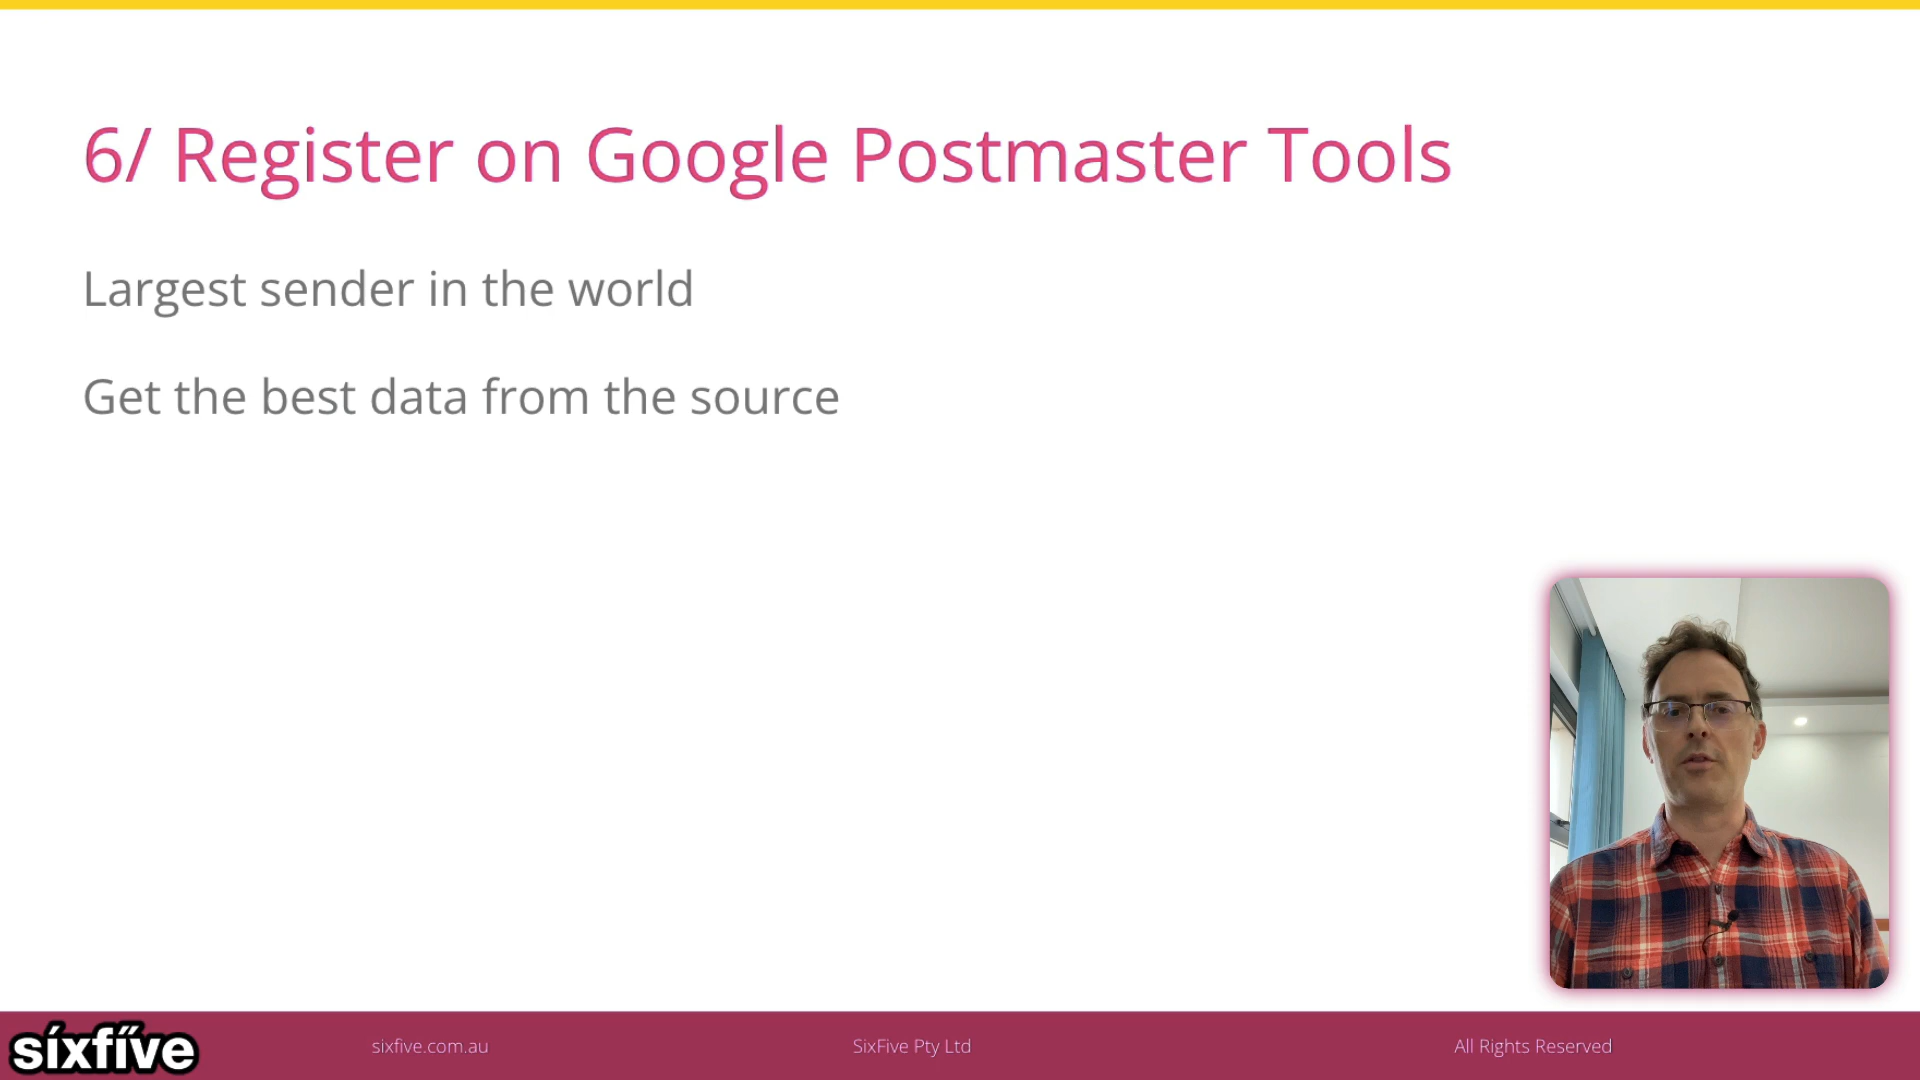 6/ Register on Google Postmaster Tools
Largest sender in the world
Get the best data from the source
sixfive
sixfive.com.au
SixFive Pty Ltd
All Rights Reserved